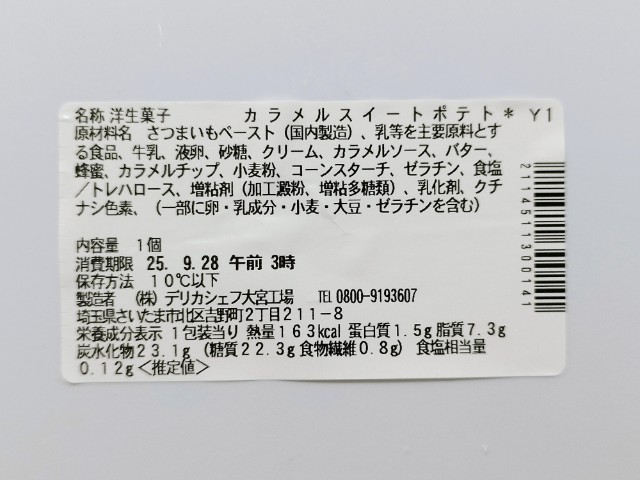 名称 洋生菓子 カラメルスイートポテト* Y1
原材料名 さつまいもペースト（国内製造）、乳等を主要原料とす
る食品、牛乳、液卵、砂糖、クリーム、カラメルソース、バター、
蜂蜜、カラメルチップ、小麦粉、コーンスターチ、ゼラチン、食塩
／トレハロース、増粘剤（加工澱粉、増粘多糖類）、乳化剤、クチ
ナシ色素、（一部に卵・乳成分・小麦・大豆・ゼラチンを含む）
内容量 1個
消費期限 25. 9.28 午前 3時
保存方法 10℃以下
製造者 （株）デリカシェフ大宮工場 TEL 0800-9193607
埼玉県さいたま市北区吉野町2丁目211－8
栄養成分表示 1包装当り 熱量163kcal 蛋白質1.5g 脂質7.3g
炭水化物23.1g（糖質22.3g 食物繊維0.8g） 食塩相当量
0.12g＜推定値＞
2114511300141